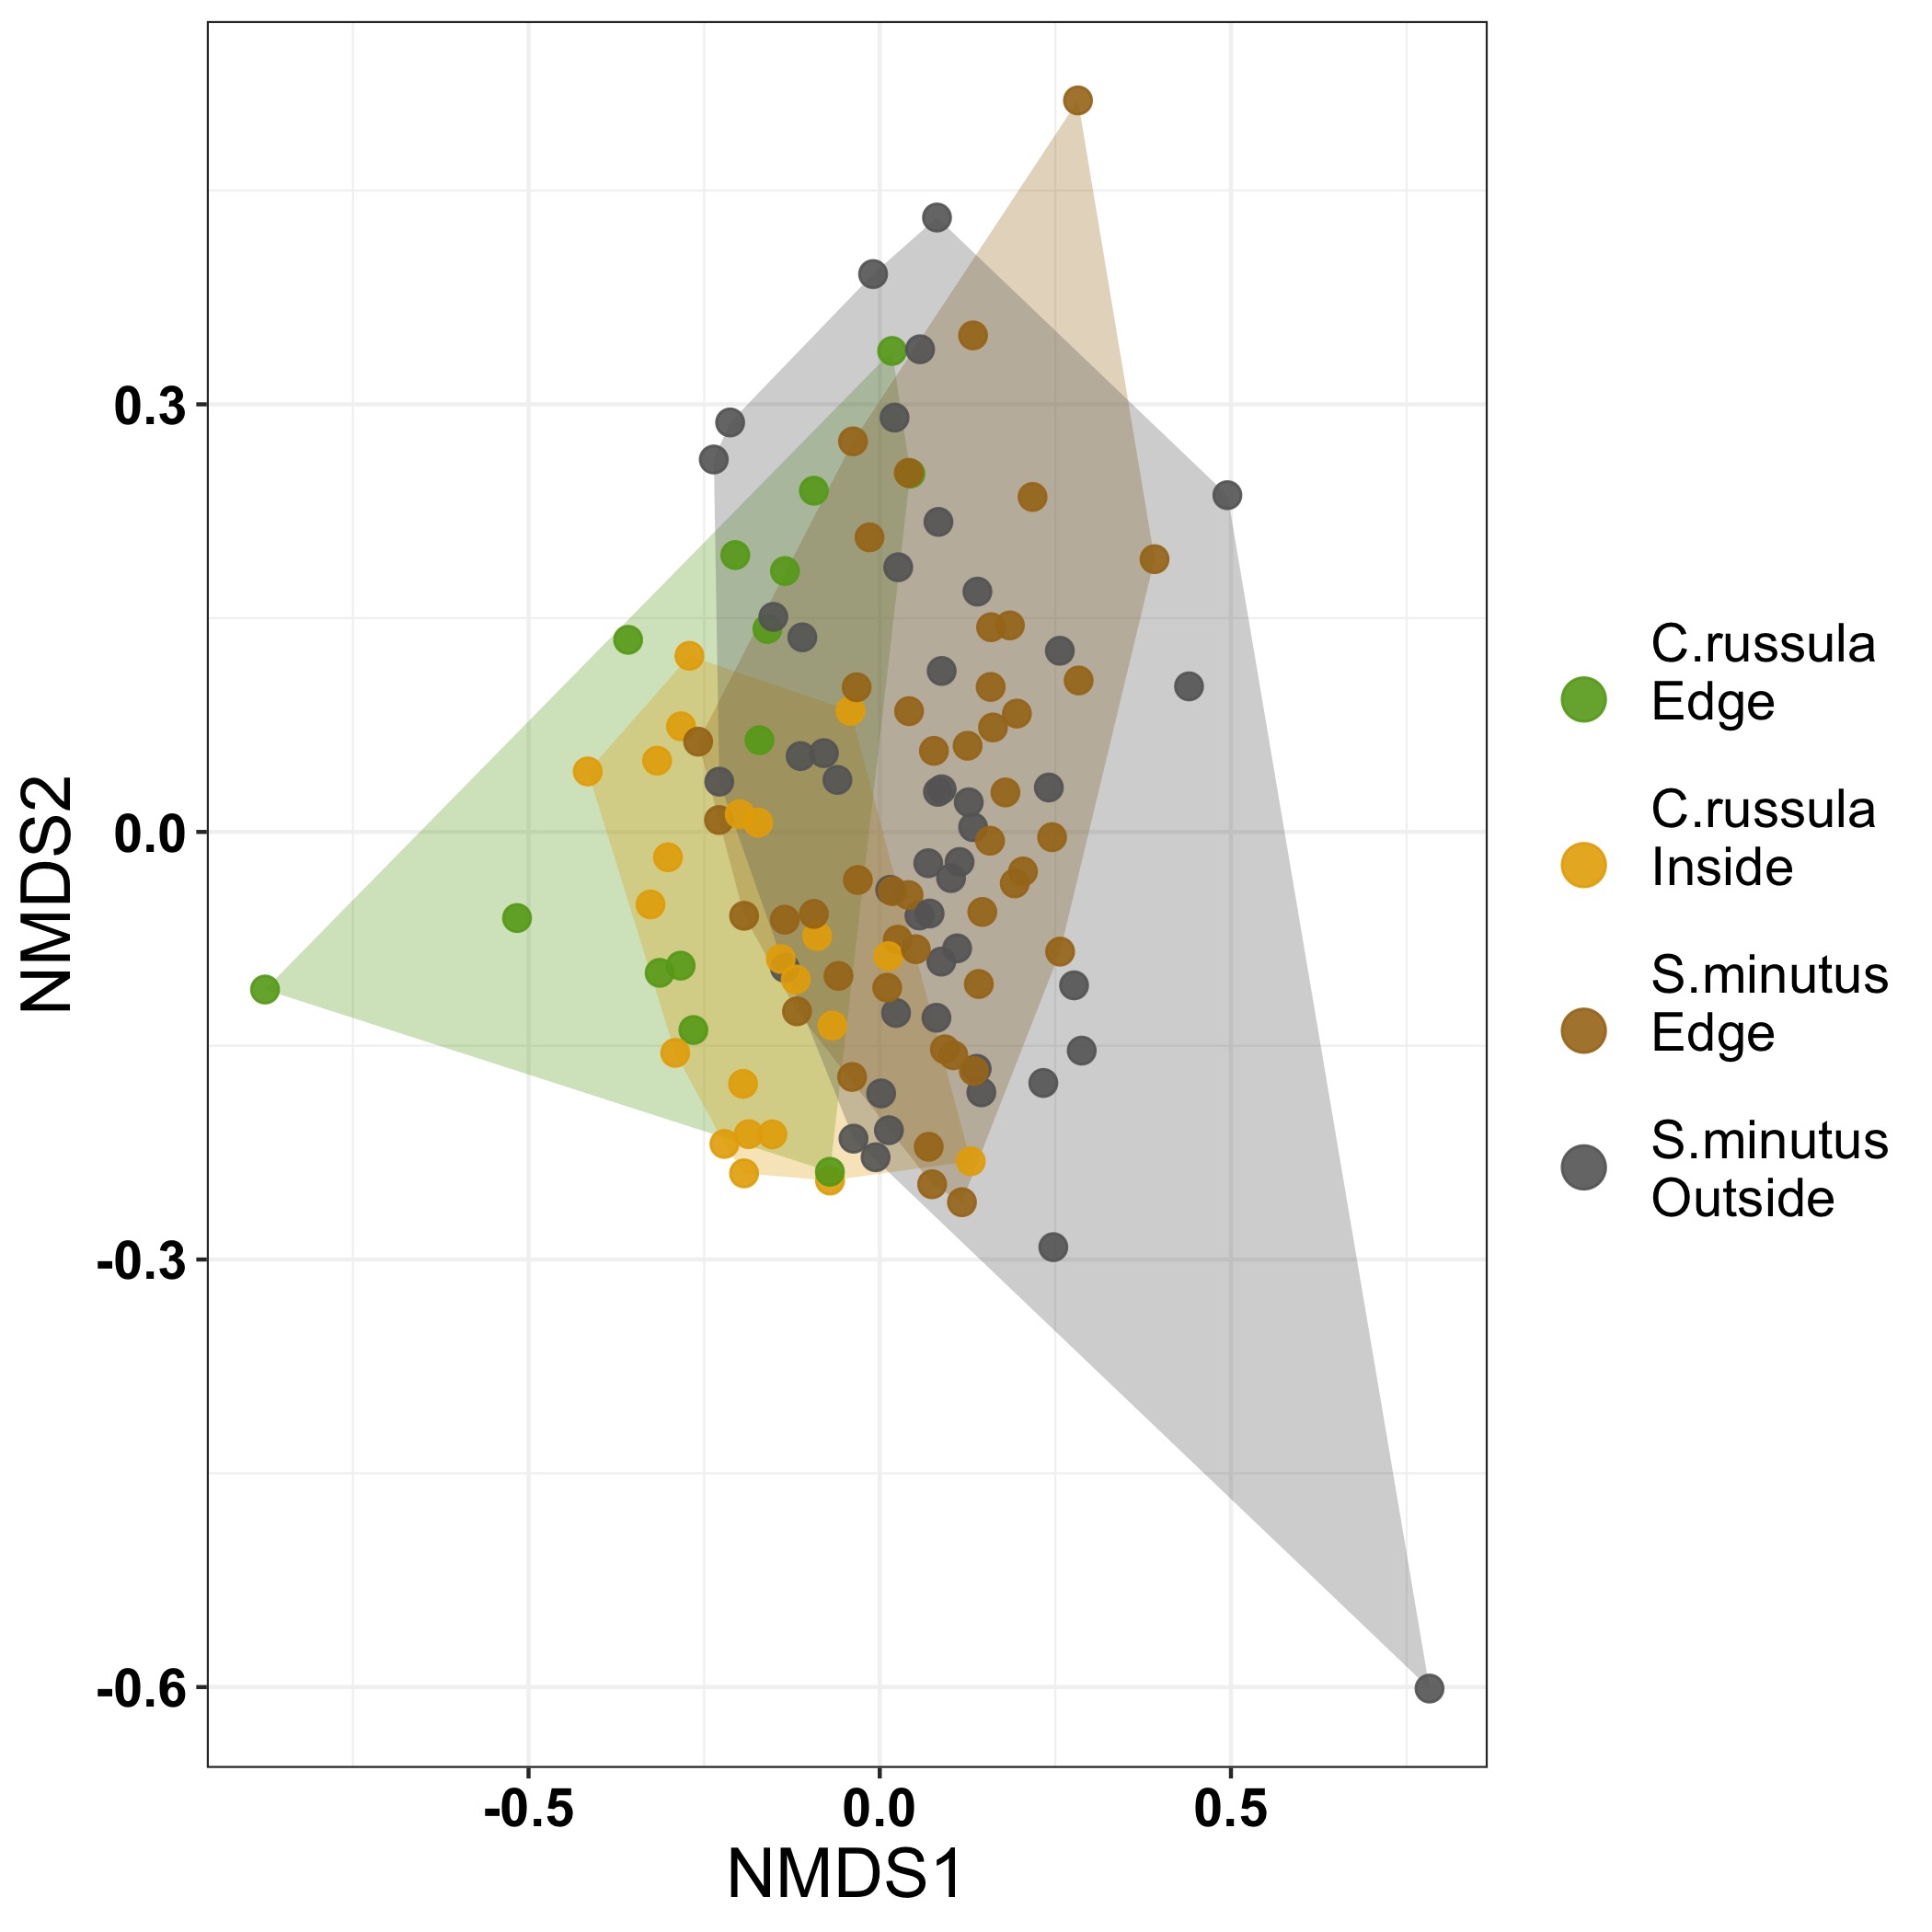 0.3
0.0
-0.3
-0.6
NMDS2
-0.5 0.0 0.5
NMDS1
C.russula
Edge
C.russula
Inside
S.minutus
Edge
S.minutus
Outside